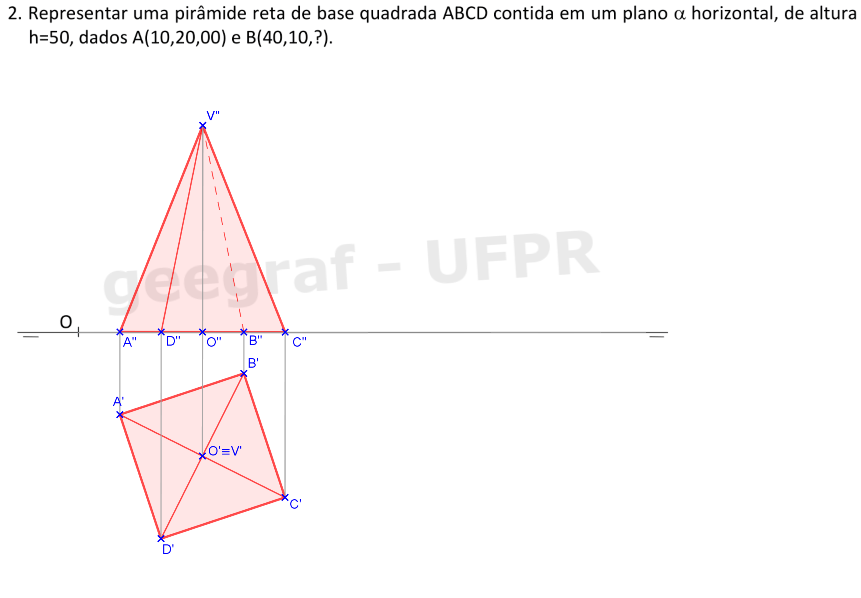 2. Representar uma pirâmide reta de base quadrada ABCD contida em um plano α horizontal, de altura
h=50, dados A(10,20,00) e B(40,10,?).
V"
geegraf - UFPR
O
A" D" O" B" C"
B'
A'
O'≡V'
C'
D'